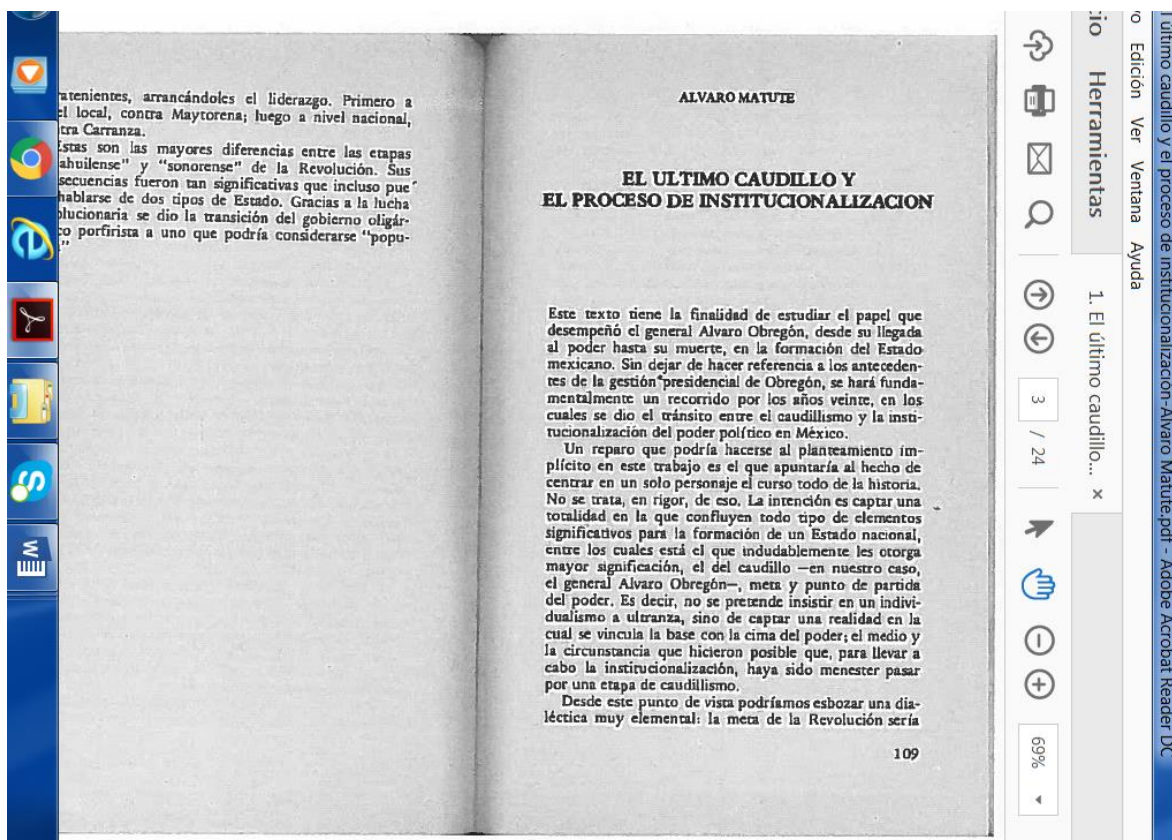 l último caudillo y el proceso de institucionalización-Alvaro Matute.pdf - Adobe Acrobat Reader DC
vo Edición Ver Ventana Ayuda
cio Herramientas 1. El último caudillo... ×
3 / 24 69%
ratenientes, arrancándoles el liderazgo. Primero a
el local, contra Maytorena; luego a nivel nacional,
tra Carranza.
Estas son las mayores diferencias entre las etapas
ahuilense" y "sonorense" de la Revolución. Sus
secuencias fueron tan significativas que incluso pue
hablarse de dos tipos de Estado. Gracias a la lucha
olucionaria se dio la transición del gobierno oligár-
co porfirista a uno que podría considerarse "popu-
"
ALVARO MATUTE
EL ULTIMO CAUDILLO Y
EL PROCESO DE INSTITUCIONALIZACION
Este texto tiene la finalidad de estudiar el papel que
desempeñó el general Alvaro Obregón, desde su llegada
al poder hasta su muerte, en la formación del Estado
mexicano. Sin dejar de hacer referencia a los anteceden-
tes de la gestión presidencial de Obregón, se hará funda-
mentalmente un recorrido por los años veinte, en los
cuales se dio el tránsito entre el caudillismo y la insti-
tucionalización del poder político en México.
Un reparo que podría hacerse al planteamiento im-
plícito en este trabajo es el que apuntaría al hecho de
centrar en un solo personaje el curso todo de la historia.
No se trata, en rigor, de eso. La intención es captar una
totalidad en la que confluyen todo tipo de elementos
significativos para la formación de un Estado nacional,
entre los cuales está el que indudablemente les otorga
mayor significación, el del caudillo —en nuestro caso,
el general Alvaro Obregón—, meta y punto de partida
del poder. Es decir, no se pretende insistir en un indivi-
dualismo a ultranza, sino de captar una realidad en la
cual se vincula la base con la cima del poder; el medio y
la circunstancia que hicieron posible que, para llevar a
cabo la institucionalización, haya sido menester pasar
por una etapa de caudillismo.
Desde este punto de vista podríamos esbozar una dia-
léctica muy elemental: la meta de la Revolución sería
109